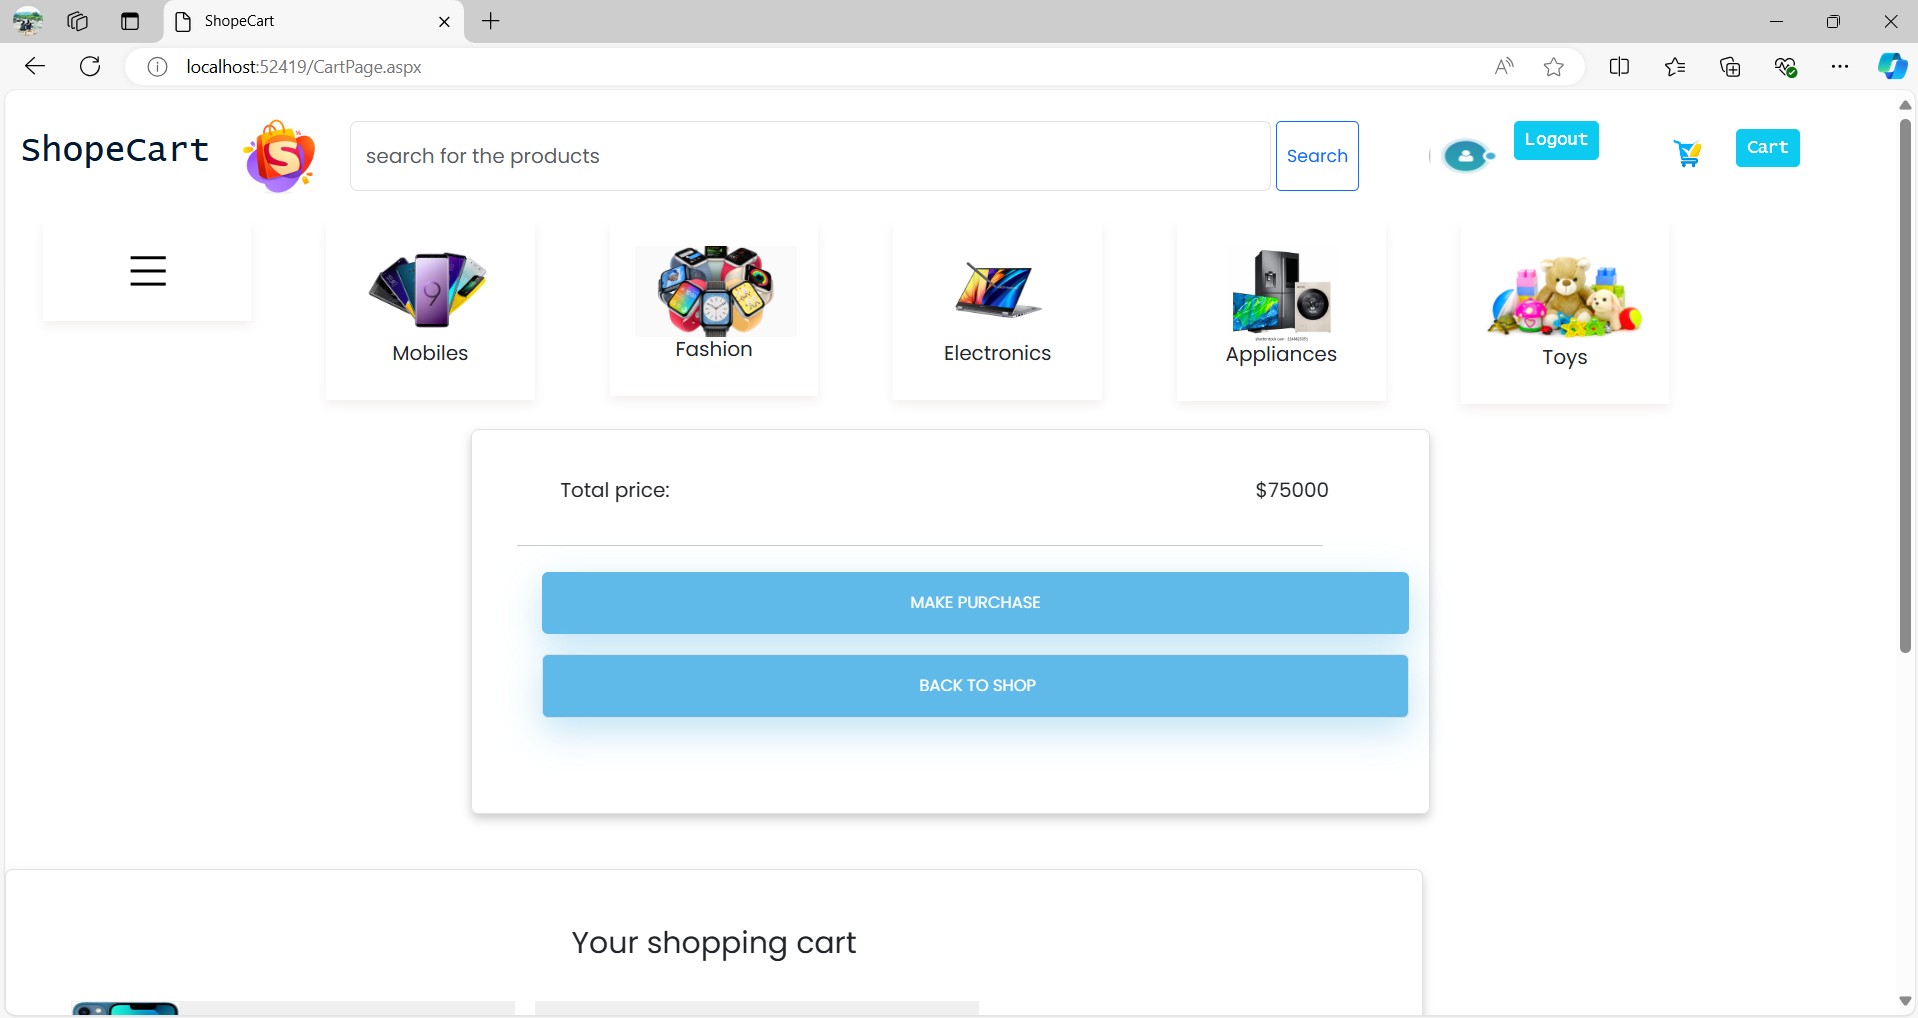 ShopeCart
localhost:52419/CartPage.aspx
ShopeCart
S
search for the products
Search
Logout
Cart
9
Mobiles
Fashion
Electronics
Appliances
Toys
Total price:
$75000
MAKE PURCHASE
BACK TO SHOP
Your shopping cart